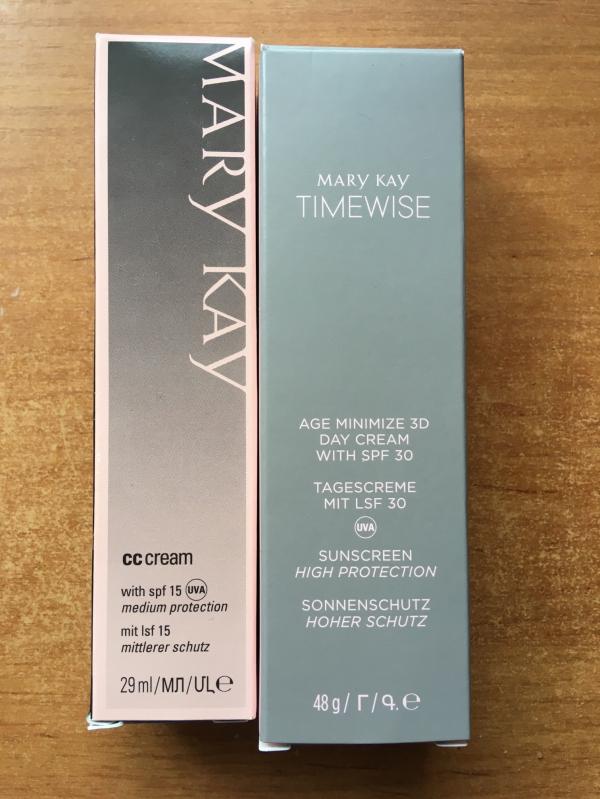 MARY KAY
cc cream
with spf 15 UVA
medium protection
mit lsf 15
mittlerer schutz
29 ml/МЛ/ՄԼ℮
MARY KAY
TIMEWISE
AGE MINIMIZE 3D
DAY CREAM
WITH SPF 30
TAGESCREME
MIT LSF 30
UVA
SUNSCREEN
HIGH PROTECTION
SONNENSCHUTZ
HOHER SCHUTZ
48 g/ Г/Գ. ℮